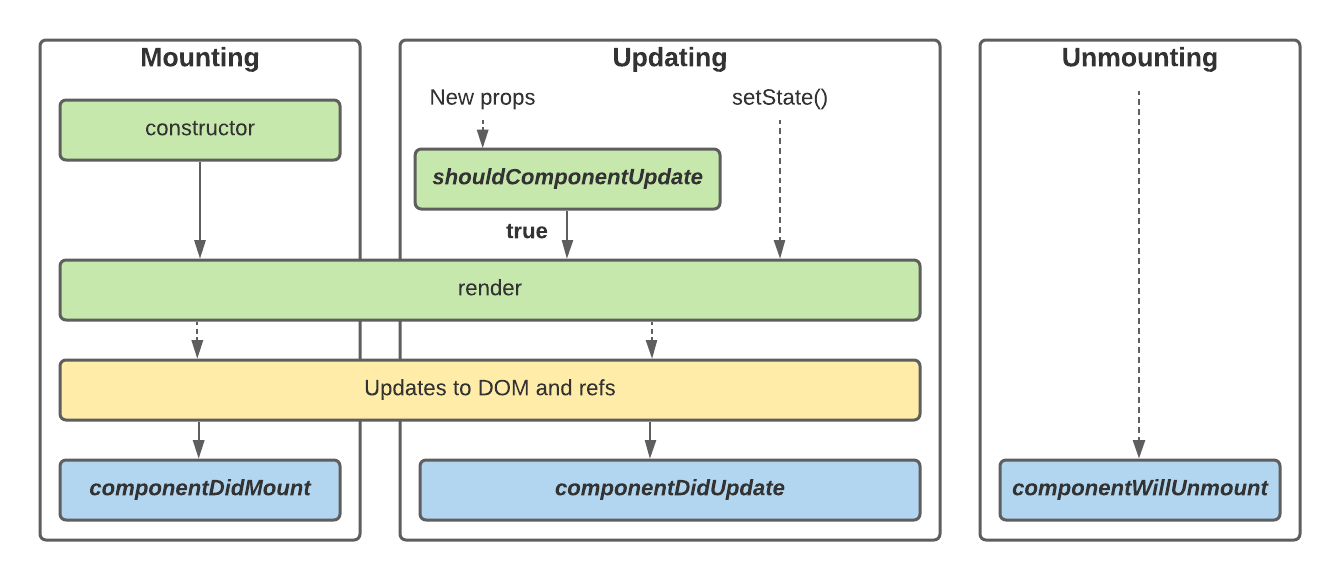 Mounting
constructor
Updating
New props
setState()
shouldComponentUpdate
true
render
Updates to DOM and refs
componentDidMount
componentDidUpdate
Unmounting
componentWillUnmount